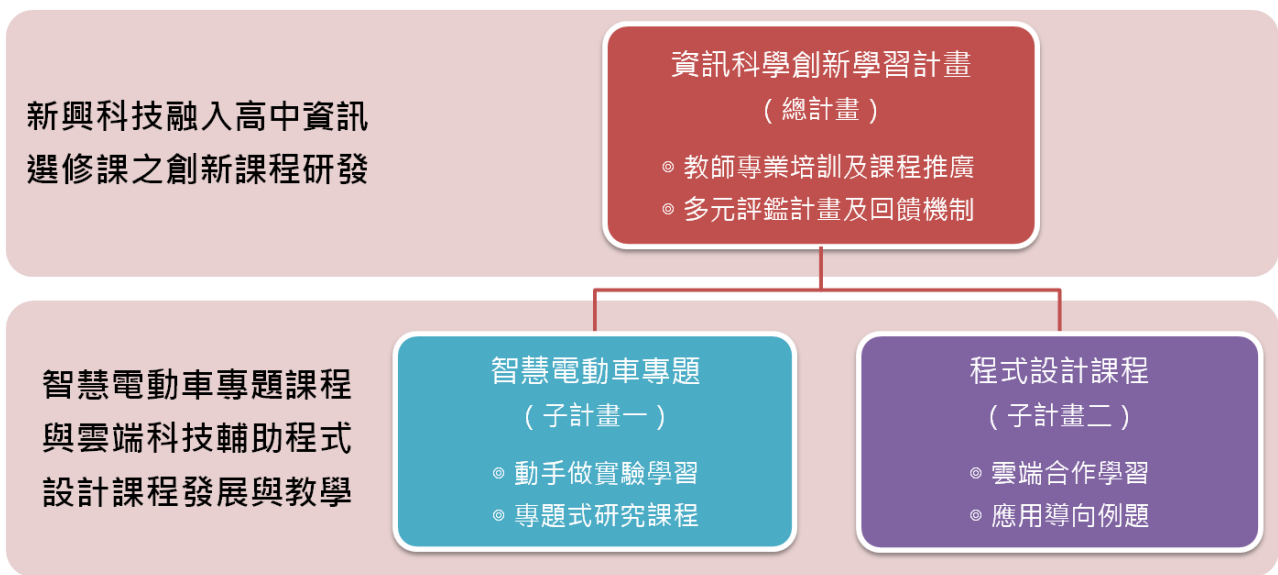 新興科技融入高中資訊
選修課之創新課程研發
資訊科學創新學習計畫
(總計畫)
◎ 教師專業培訓及課程推廣
◎ 多元評鑑計畫及回饋機制
智慧電動車專題課程
與雲端科技輔助程式
設計課程發展與教學
智慧電動車專題
(子計畫一)
◎ 動手做實驗學習
◎ 專題式研究課程
程式設計課程
(子計畫二)
◎ 雲端合作學習
◎ 應用導向例題